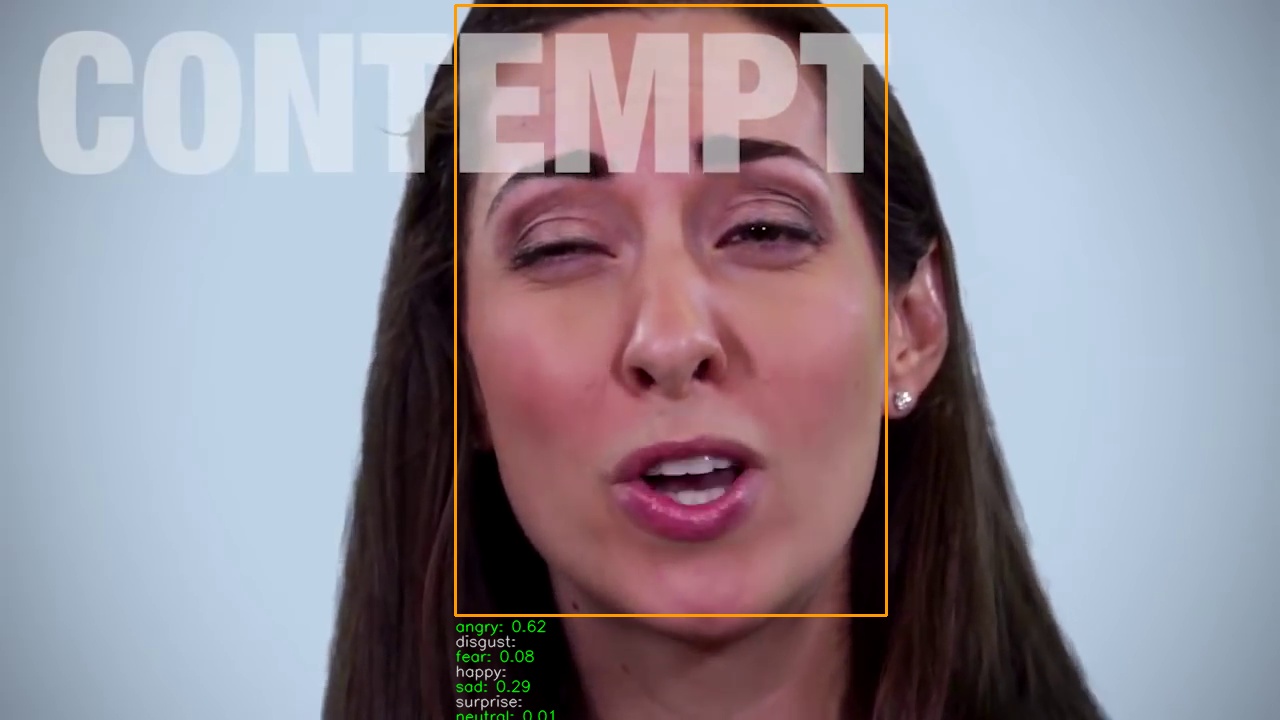 CONTEMPT
angry: 0.62
disgust:
fear: 0.08
happy:
sad: 0.29
surprise:
neutral: 0.01